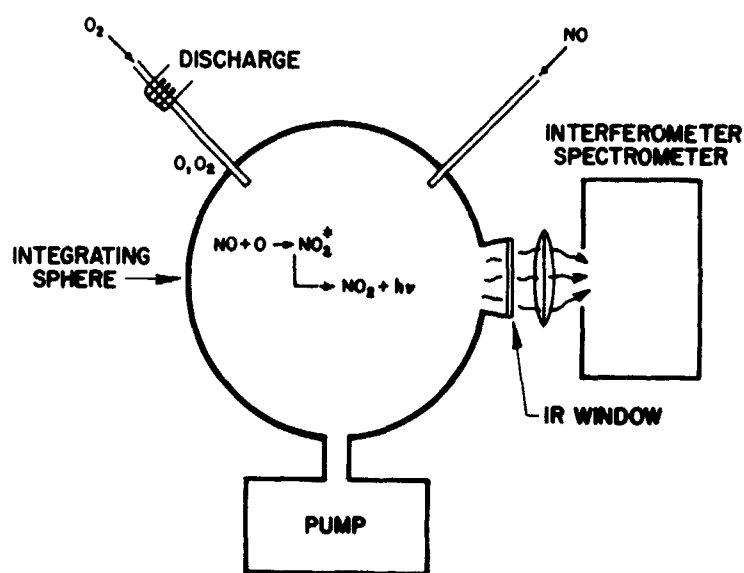 O₂
DISCHARGE
NO
INTERFEROMETER
SPECTROMETER
O, O₂
NO + O → NO₂*
NO₂ + hν
INTEGRATING
SPHERE
IR WINDOW
PUMP